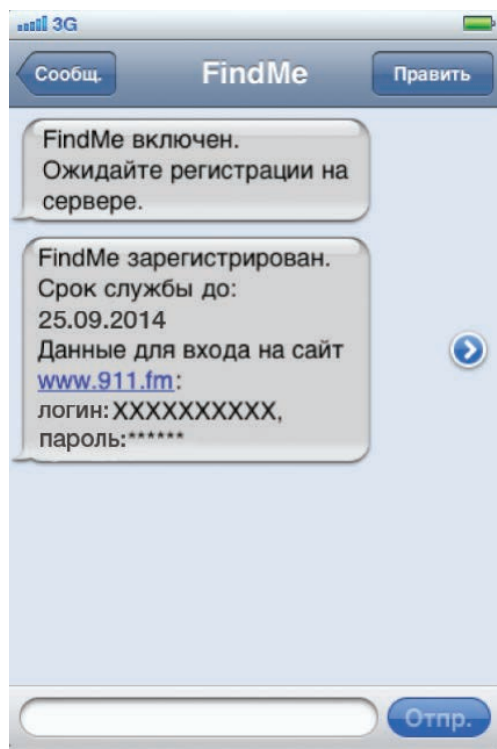 3G
Сообщ.
FindMe
Править
FindMe включен.
Ожидайте регистрации на
сервере.
FindMe зарегистрирован.
Срок службы до:
25.09.2014
Данные для входа на сайт
www.911.fm:
логин:XXXXXXXXXX,
пароль:******
Отпр.